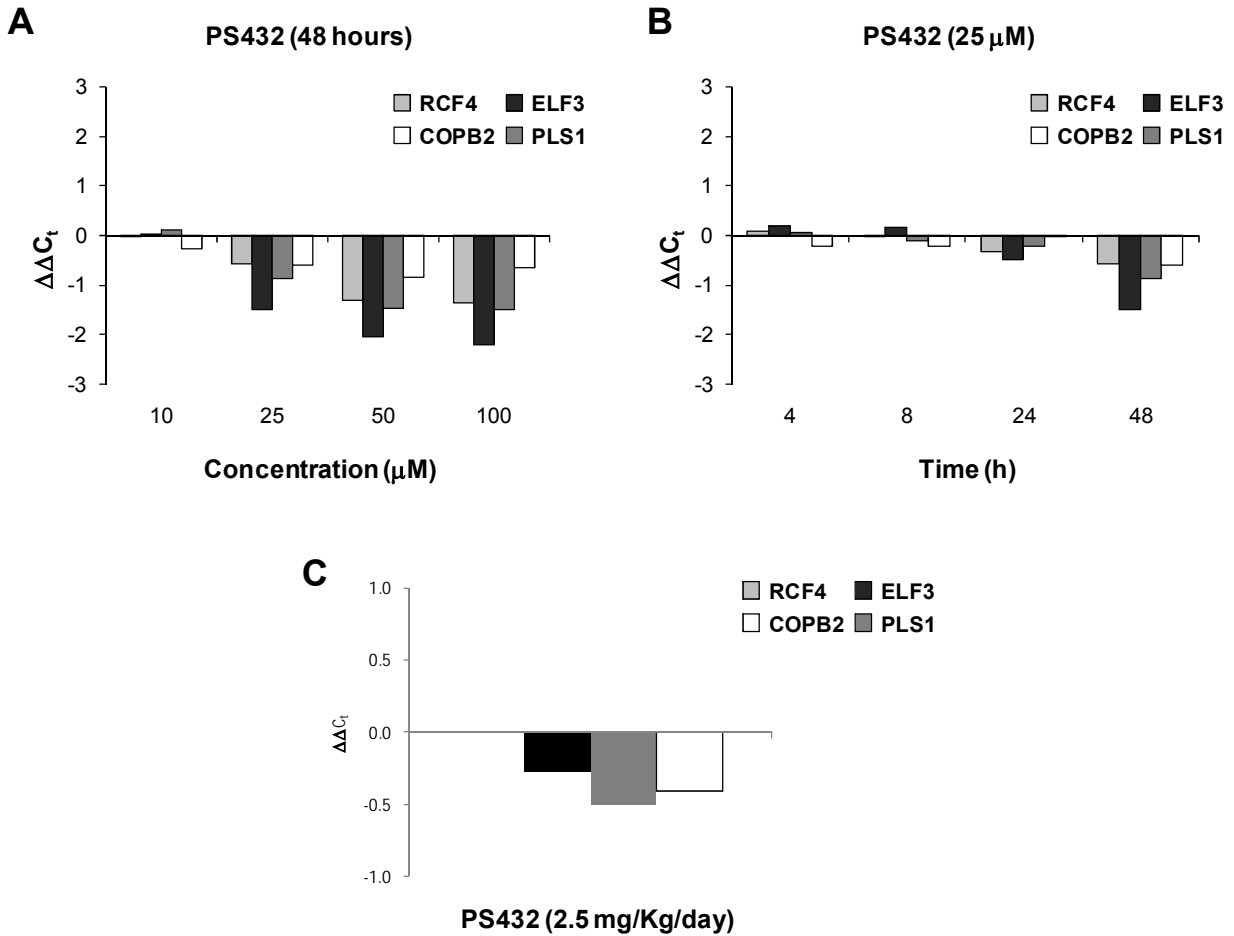 A
PS432 (48 hours)
3
2
1
0
-1
-2
-3
ΔΔCt
RCF4 ELF3
COPB2 PLS1
10 25 50 100
Concentration (μM)
B
PS432 (25 μM)
3
2
1
0
-1
-2
-3
ΔΔCt
RCF4 ELF3
COPB2 PLS1
4 8 24 48
Time (h)
C
1.0
0.5
0.0
-0.5
-1.0
ΔΔCt
RCF4 ELF3
COPB2 PLS1
PS432 (2.5 mg/Kg/day)